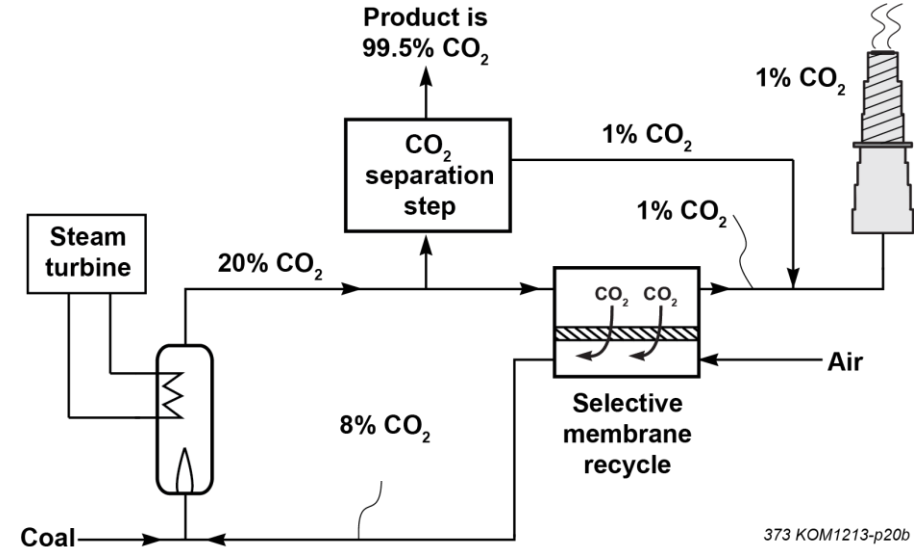 Product is
99.5% CO₂
1% CO₂
CO₂
separation
step
1% CO₂
1% CO₂
Steam
turbine
20% CO₂
CO₂ CO₂
Air
Selective
membrane
recycle
8% CO₂
Coal
373 KOM1213-p20b